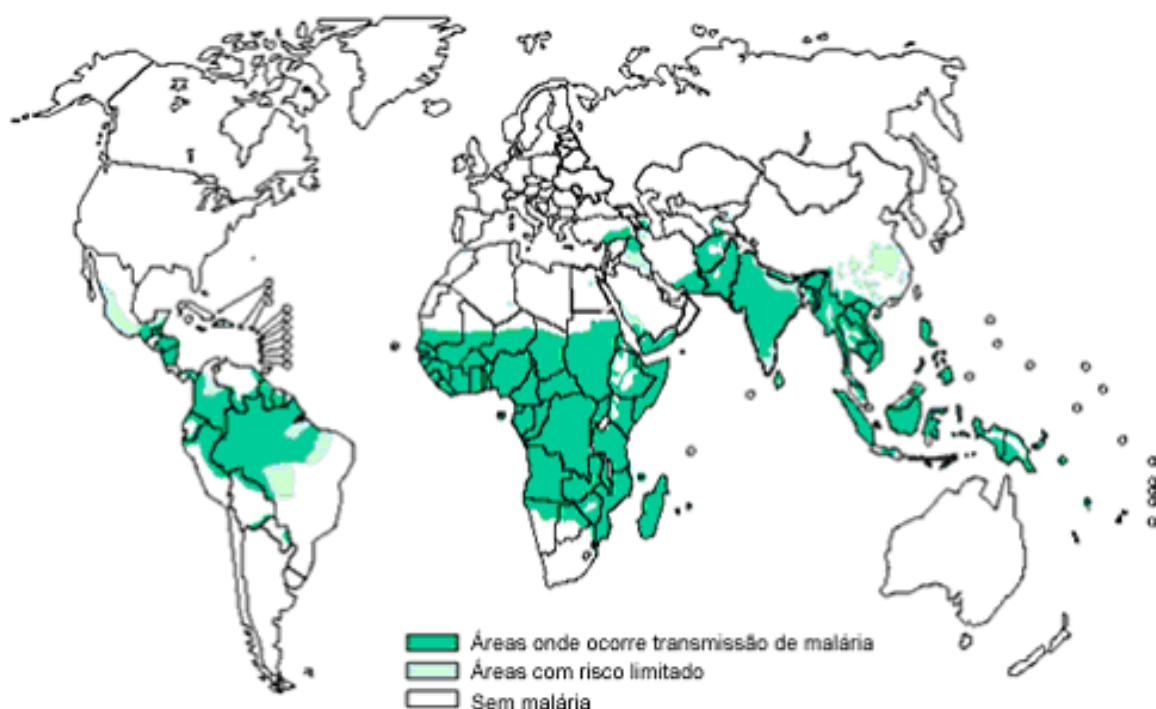 Áreas onde ocorre transmissão de malária
Áreas com risco limitado
Sem malária